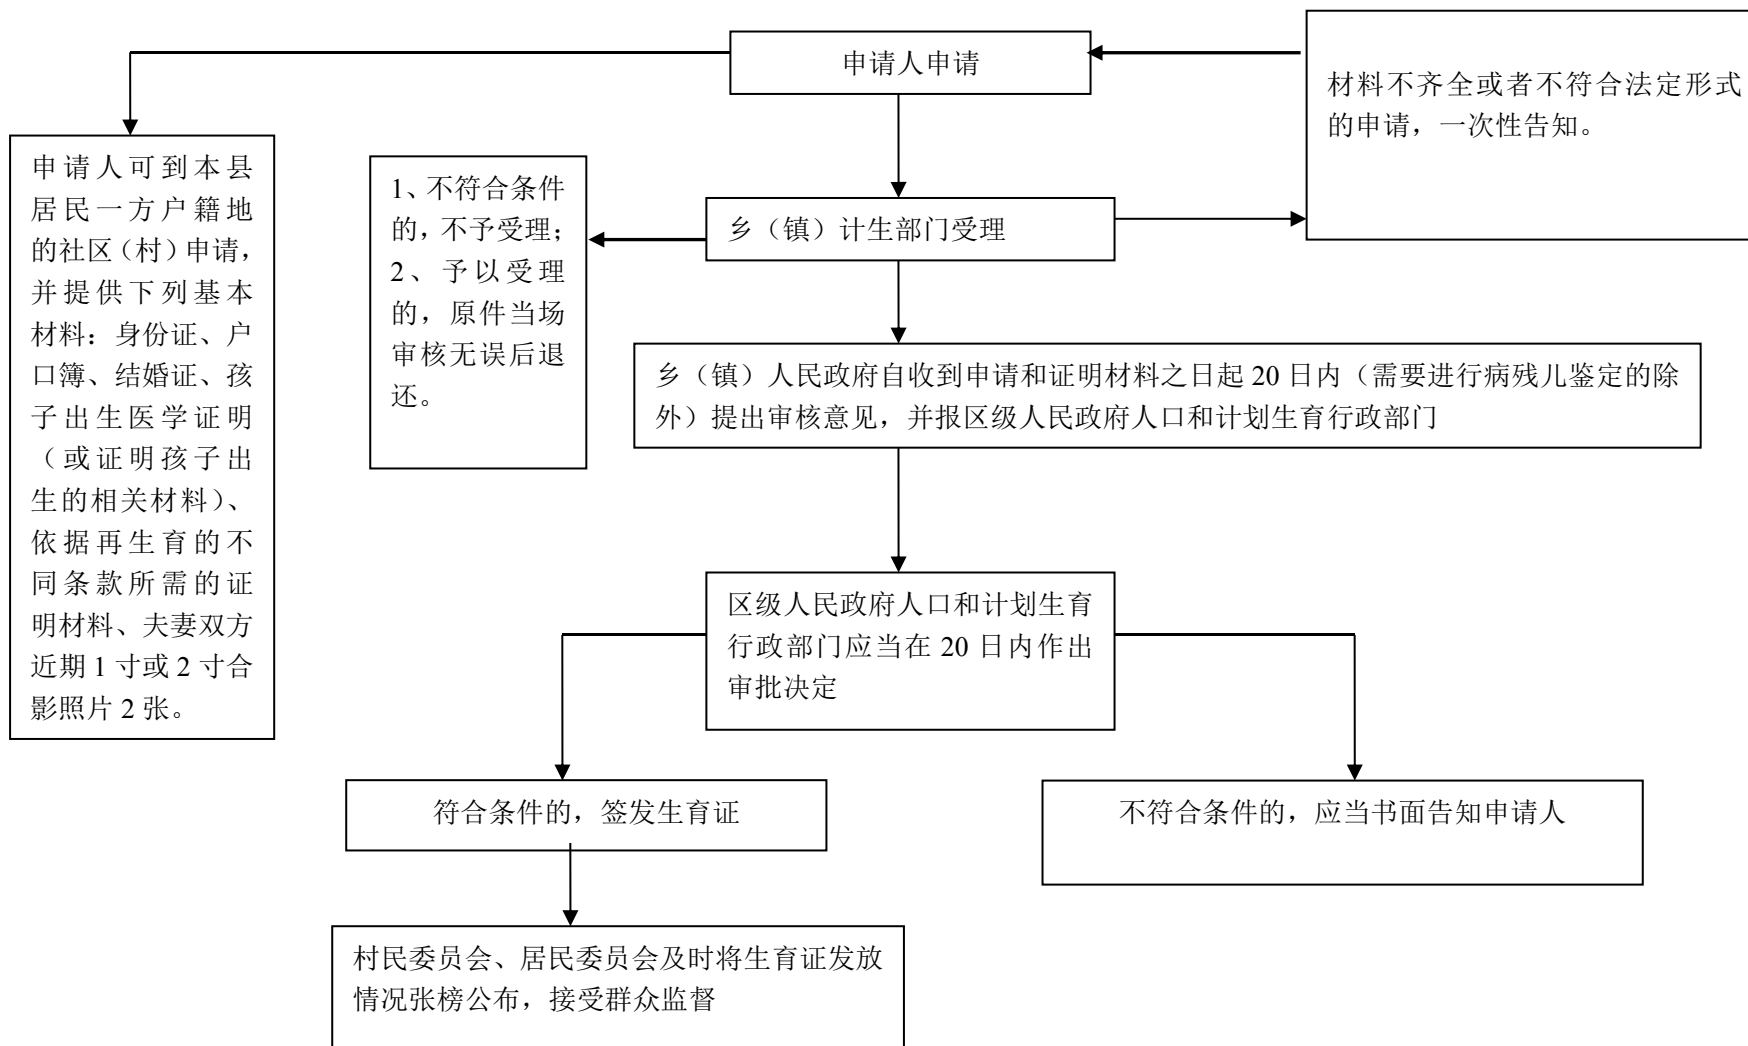 申请人申请
材料不齐全或者不符合法定形式
的申请，一次性告知。
申请人可到本县
居民一方户籍地
的社区（村）申请，
并提供下列基本
材料：身份证、户
口簿、结婚证、孩
子出生医学证明
（或证明孩子出
生的相关材料）、
依据再生育的不
同条款所需的证
明材料、夫妻双方
近期 1 寸或 2 寸合
影照片 2 张。
1、不符合条件
的，不予受理；
2、予以受理
的，原件当场
审核无误后退
还。
乡（镇）计生部门受理
乡（镇）人民政府自收到申请和证明材料之日起 20 日内（需要进行病残儿鉴定的除
外）提出审核意见，并报区级人民政府人口和计划生育行政部门
区级人民政府人口和计划生育
行政部门应当在 20 日内作出
审批决定
符合条件的，签发生育证
不符合条件的，应当书面告知申请人
村民委员会、居民委员会及时将生育证发放
情况张榜公布，接受群众监督